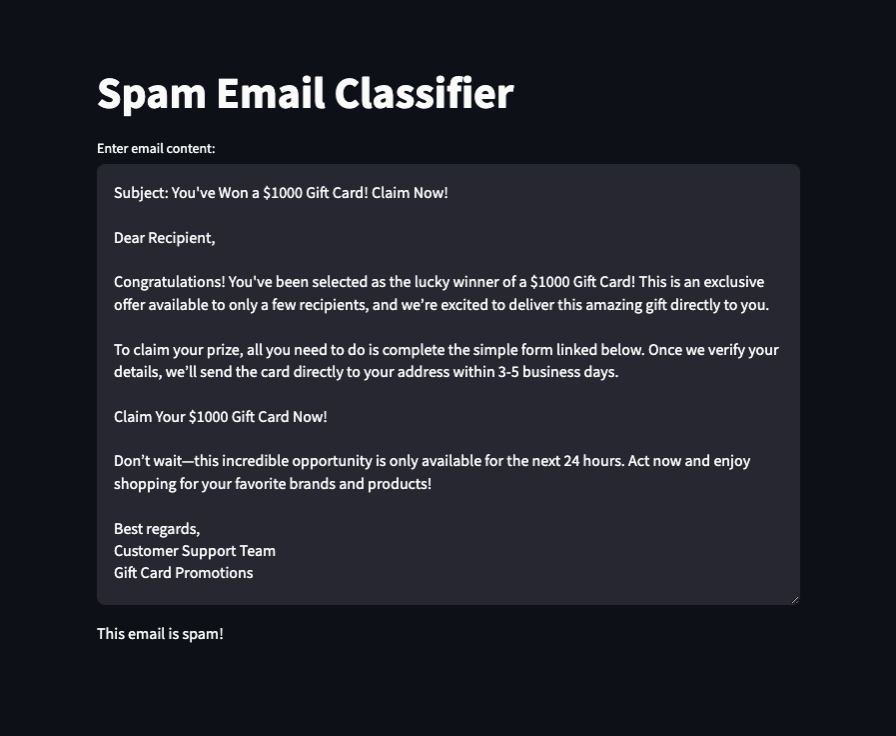 Spam Email Classifier
Enter email content:
Subject: You've Won a $1000 Gift Card! Claim Now!
Dear Recipient,
Congratulations! You've been selected as the lucky winner of a $1000 Gift Card! This is an exclusive
offer available to only a few recipients, and we’re excited to deliver this amazing gift directly to you.
To claim your prize, all you need to do is complete the simple form linked below. Once we verify your
details, we’ll send the card directly to your address within 3-5 business days.
Claim Your $1000 Gift Card Now!
Don’t wait—this incredible opportunity is only available for the next 24 hours. Act now and enjoy
shopping for your favorite brands and products!
Best regards,
Customer Support Team
Gift Card Promotions
This email is spam!